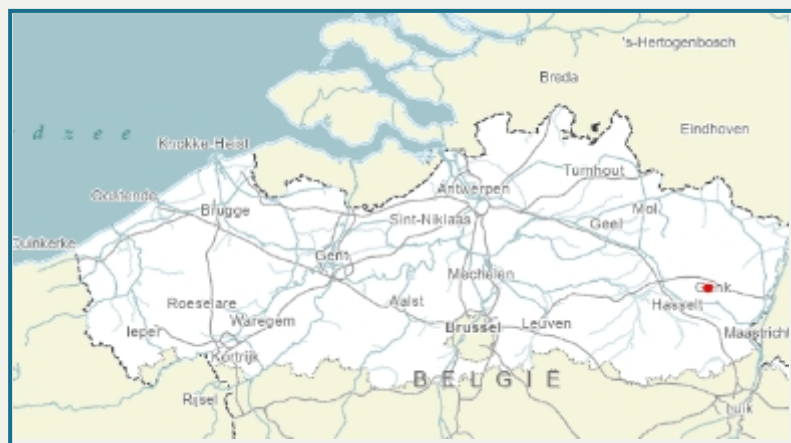 's-Hertogenbosch
Breda
d z e e
Eindhoven
Knokke-Heist
Turnhout
Oostende
Antwerpen
Mol
Brugge
Sint-Niklaas
Geel
Duinkerke
Gent
Mechelen
Genk
Roeselare
Aalst
Hasselt
Ieper
Waregem
Brussel
Leuven
Maastricht
Kortrijk
BELGIË
Rijsel
Luik